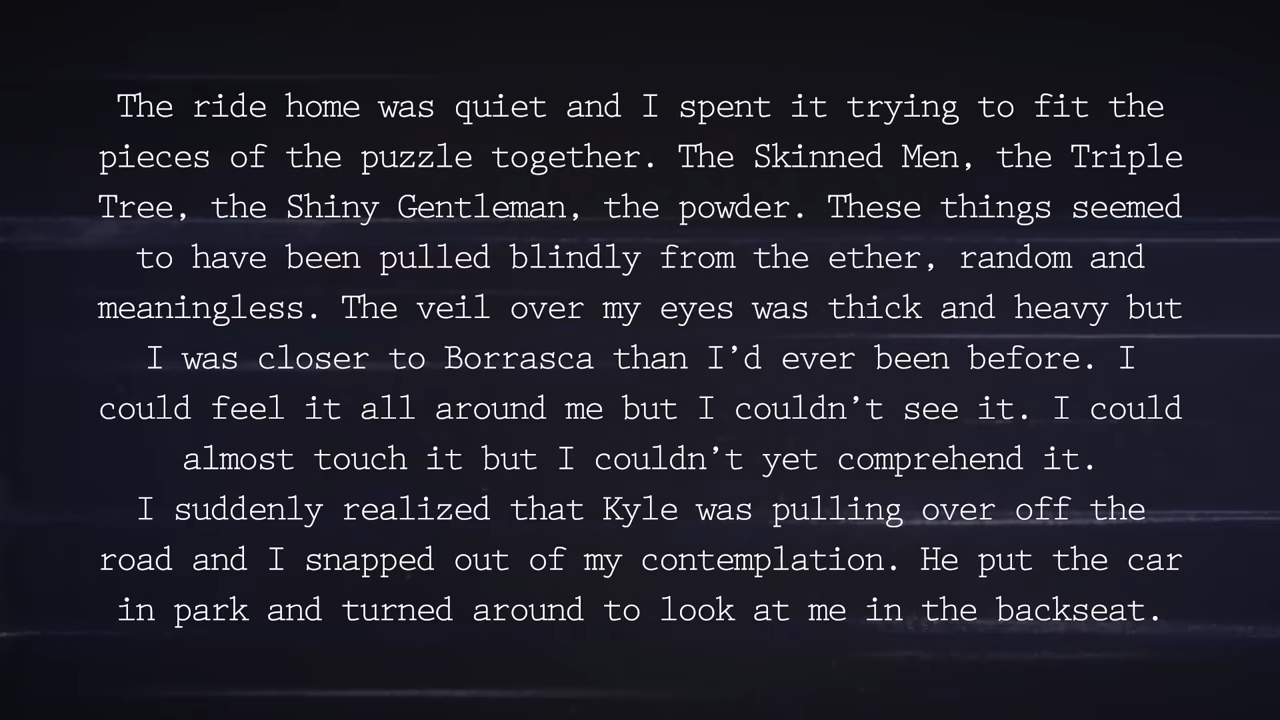 The ride home was quiet and I spent it trying to fit the
pieces of the puzzle together. The Skinned Men, the Triple
Tree, the Shiny Gentleman, the powder. These things seemed
to have been pulled blindly from the ether, random and
meaningless. The veil over my eyes was thick and heavy but
I was closer to Borrasca than I’d ever been before. I
could feel it all around me but I couldn’t see it. I could
almost touch it but I couldn’t yet comprehend it.
I suddenly realized that Kyle was pulling over off the
road and I snapped out of my contemplation. He put the car
in park and turned around to look at me in the backseat.